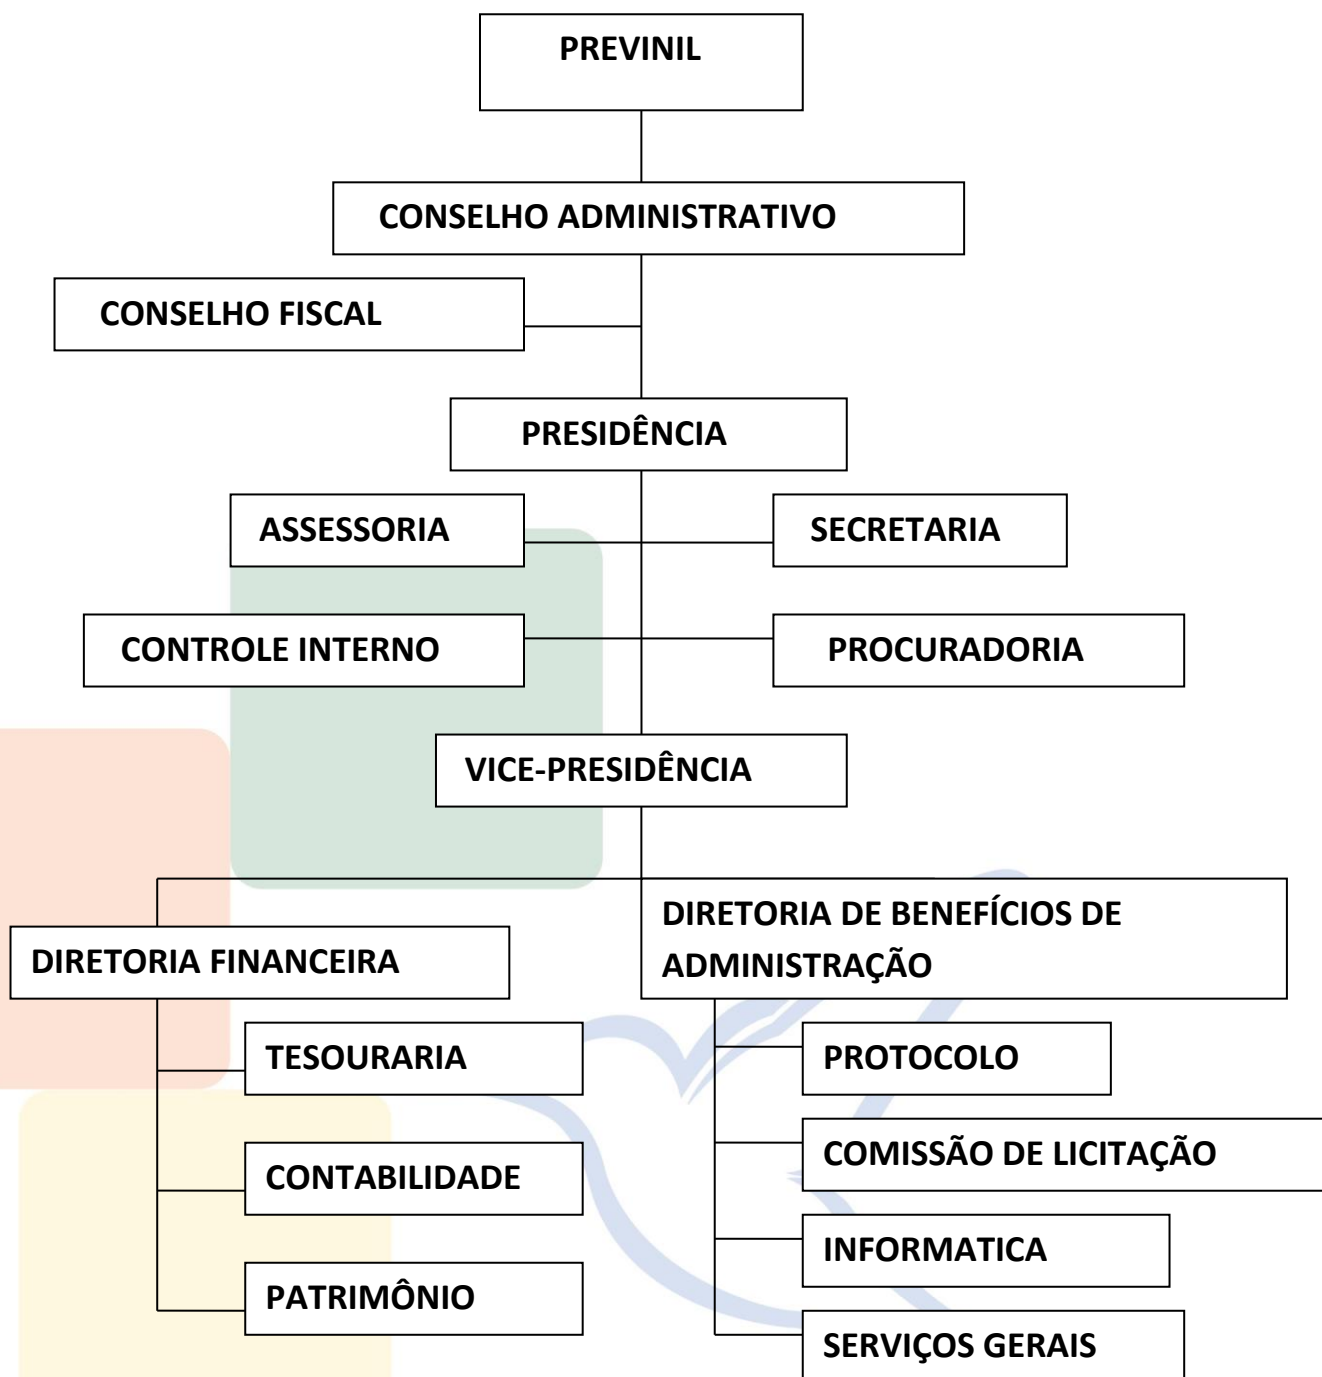 PREVINIL
CONSELHO ADMINISTRATIVO
CONSELHO FISCAL
PRESIDÊNCIA
ASSESSORIA
SECRETARIA
CONTROLE INTERNO
PROCURADORIA
VICE-PRESIDÊNCIA
DIRETORIA FINANCEIRA
DIRETORIA DE BENEFÍCIOS DE
ADMINISTRAÇÃO
TESOURARIA
CONTABILIDADE
PATRIMÔNIO
PROTOCOLO
COMISSÃO DE LICITAÇÃO
INFORMATICA
SERVIÇOS GERAIS